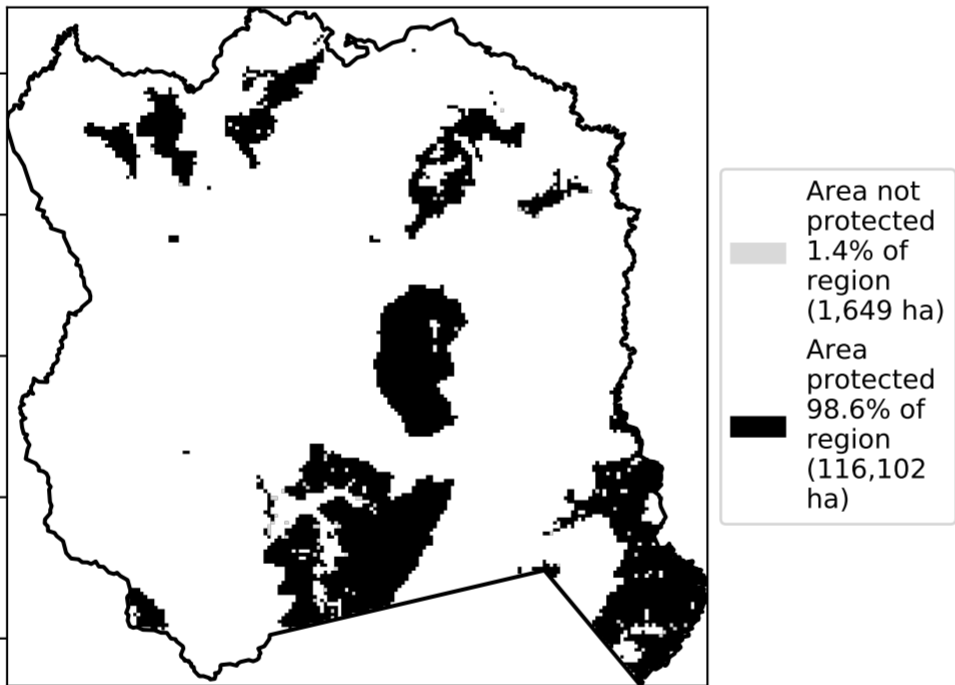 Area not
protected
1.4% of
region
(1,649 ha)
Area
protected
98.6% of
region
(116,102
ha)